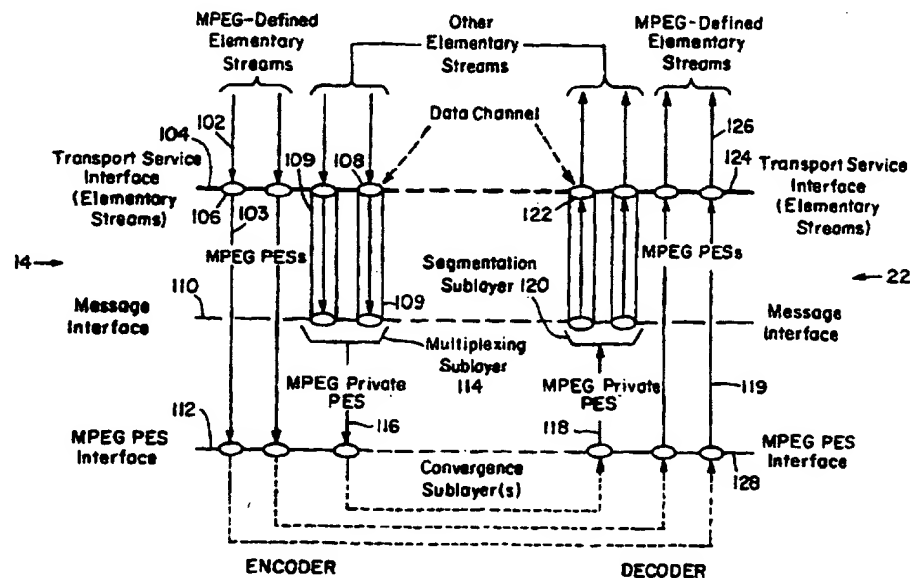 MPEG-Defined
Elementary
Streams
Other
Elementary
Streams
MPEG-Defined
Elementary
Streams
102
104
109
108
Data Channel
126
124
Transport Service
Interface
(Elementary
Streams)
106
103
122
Transport Service
Interface
(Elementary
Streams)
MPEG PESs
MPEG PESs
14
22
Segmentation
Sublayer 120
110
109
Message
Interface
Message
Interface
Multiplexing
Sublayer
114
MPEG Private
PES
MPEG Private
PES
119
112
116
118
MPEG PES
Interface
MPEG PES
Interface
128
Convergence
Sublayer(s)
ENCODER
DECODER